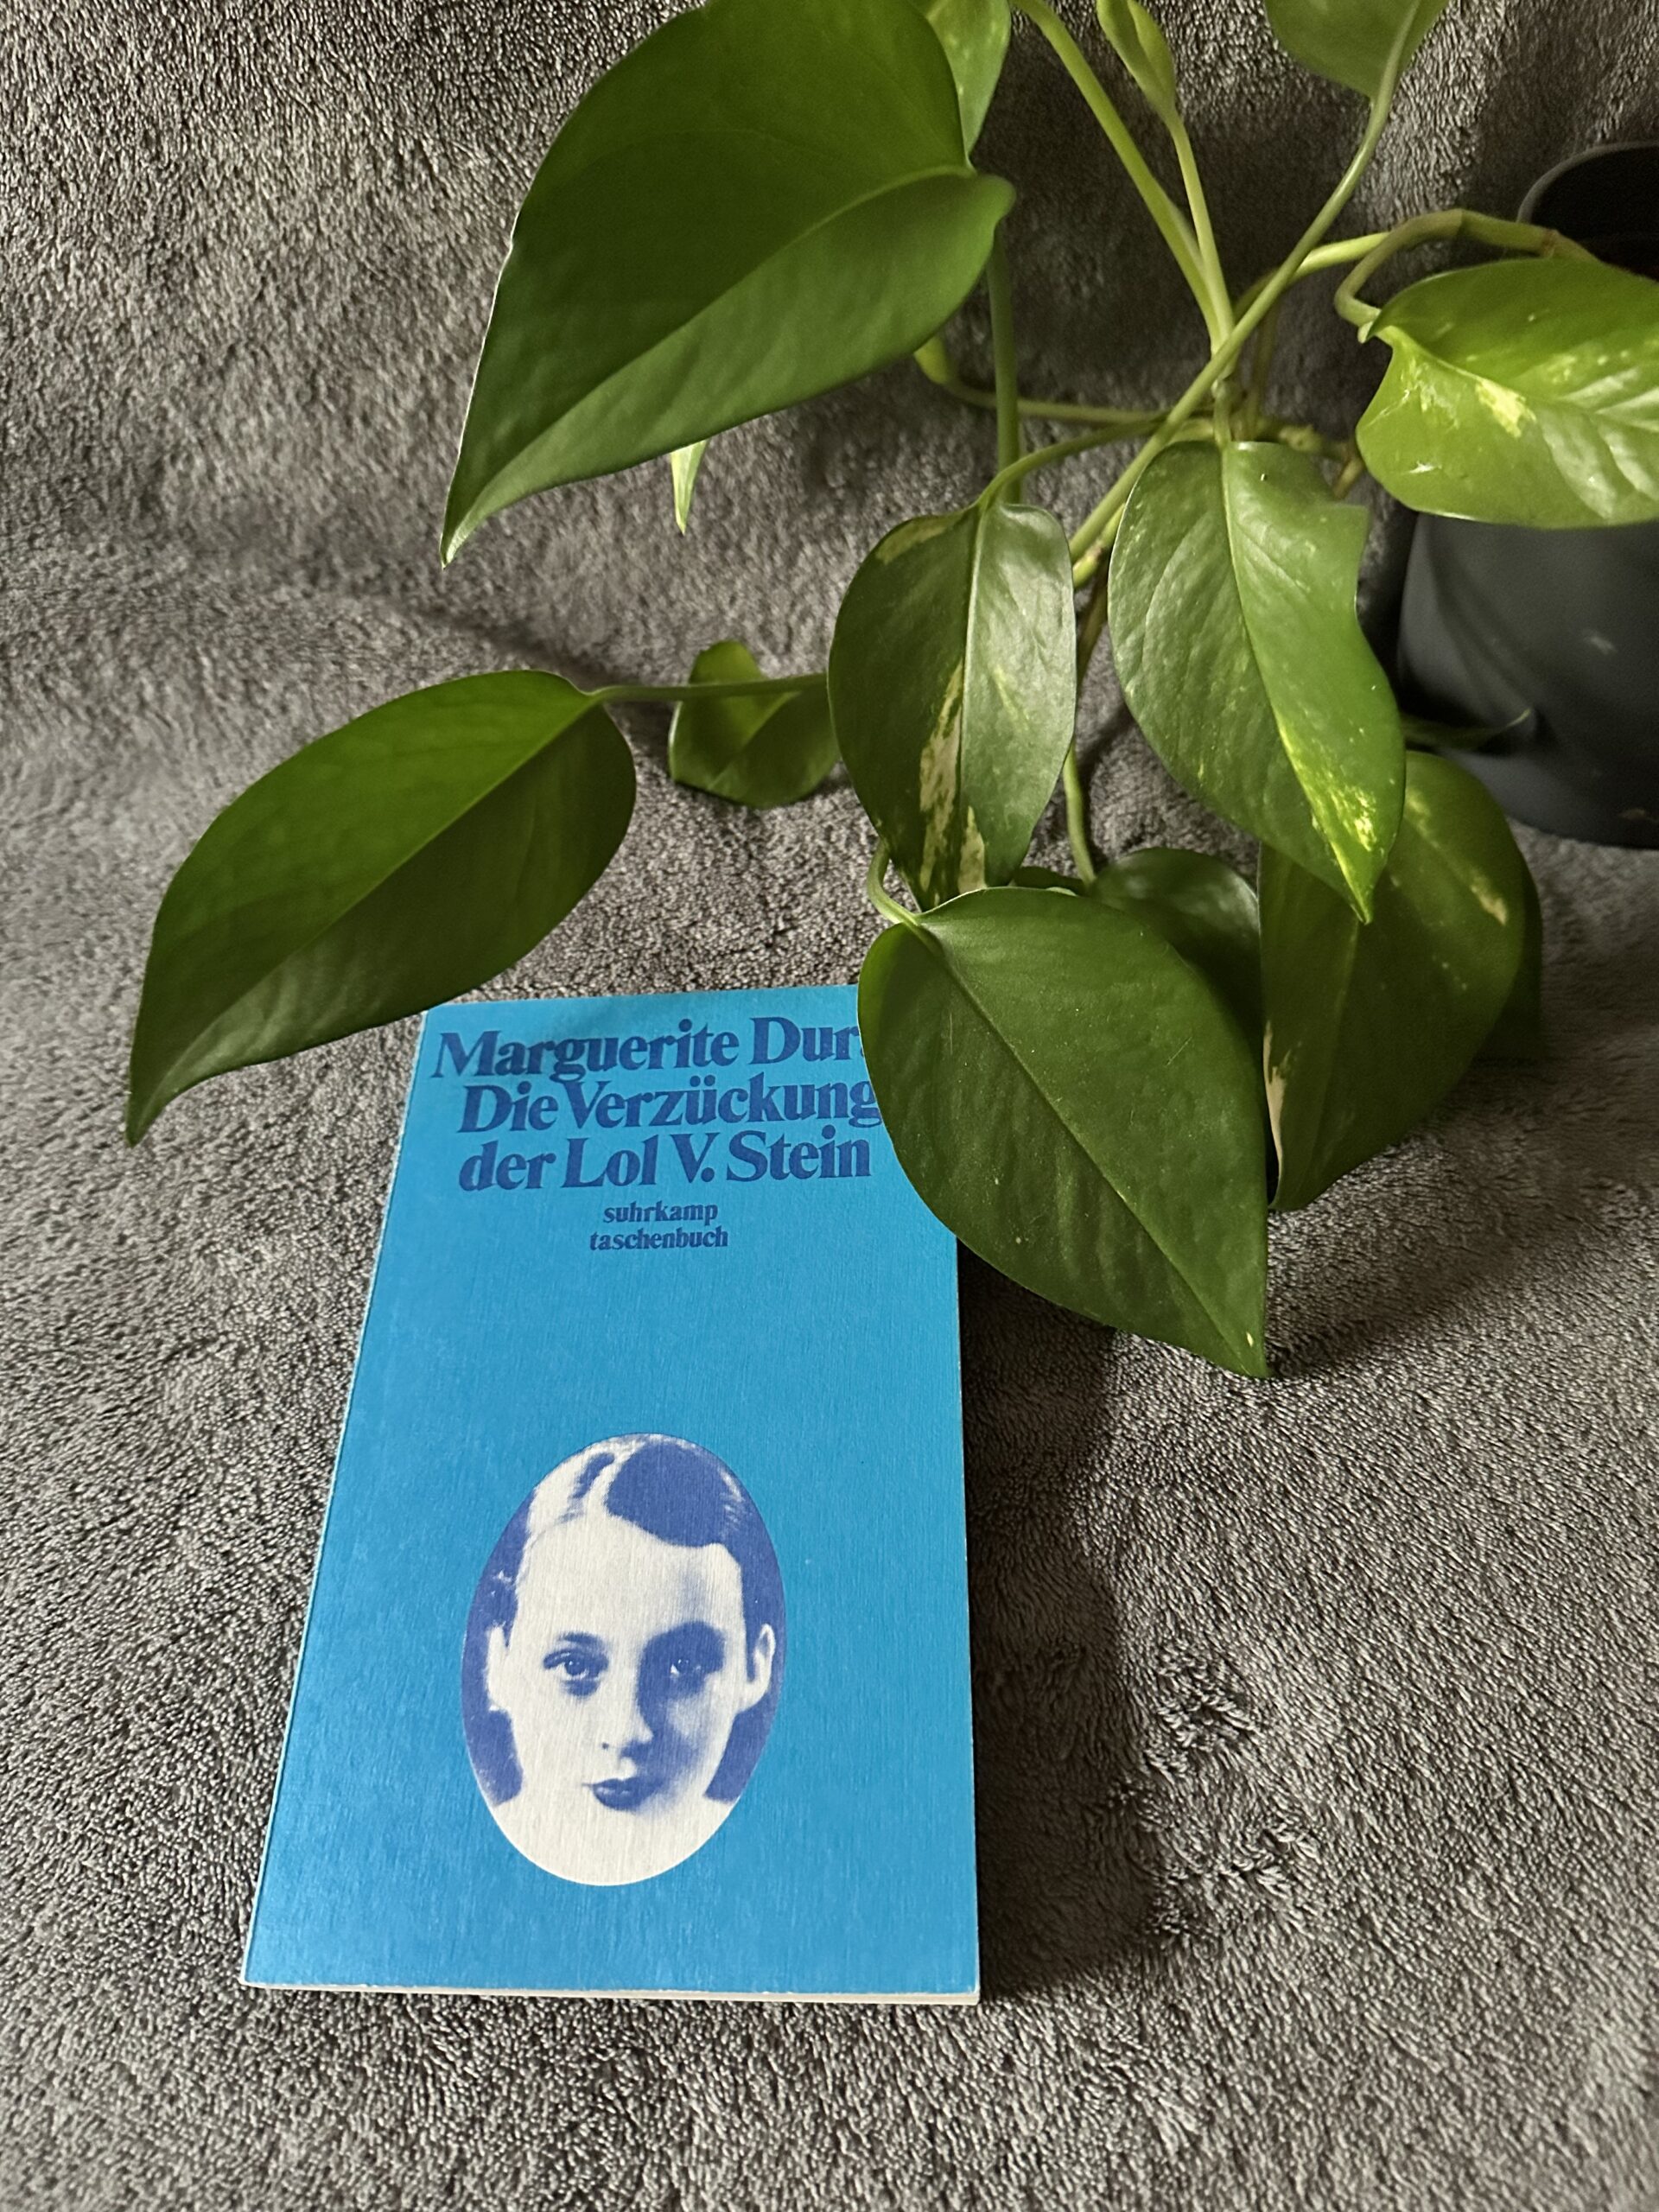 Marguerite Dur
Die Verzückung
der Lol V. Stein
suhrkamp
taschenbuch